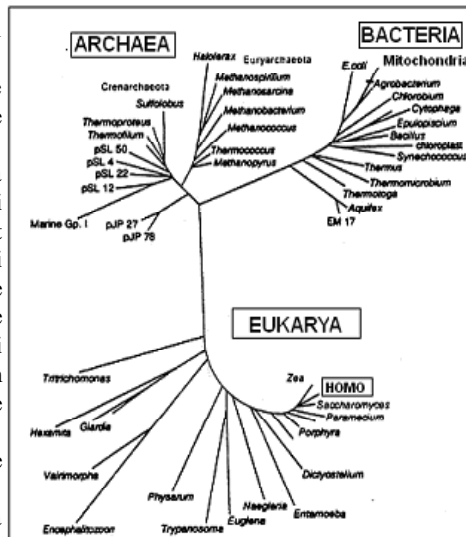 ARCHAEA
BACTERIA
Haloferax
Euryarchaeota
Mitochondria
E.coli
Methanospirillum
Agrobacterium
Crenarchaeota
Methanosarcina
Chlorobium
Sulfolobus
Methanobacterium
Cytophaga
Thermoproteus
Methanococcus
Epulopiscium
Thermofilum
Bacillus
pSL 50
Thermococcus
chloroplast
pSL 4
Methanopyrus
Synechococcus
pSL 22
Thermus
pSL 12
Thermomicrobium
Thermotoga
Marine Gp. I
pJP 27
Aquifex
pJP 78
EM 17
EUKARYA
Tritrichomonas
Zea
HOMO
Saccharomyces
Paramecium
Hexamita
Giardia
Porphyra
Vairimorpha
Dictyostelium
Physarum
Naegleria
Entamoeba
Encephalitozoon
Trypanosoma
Euglena